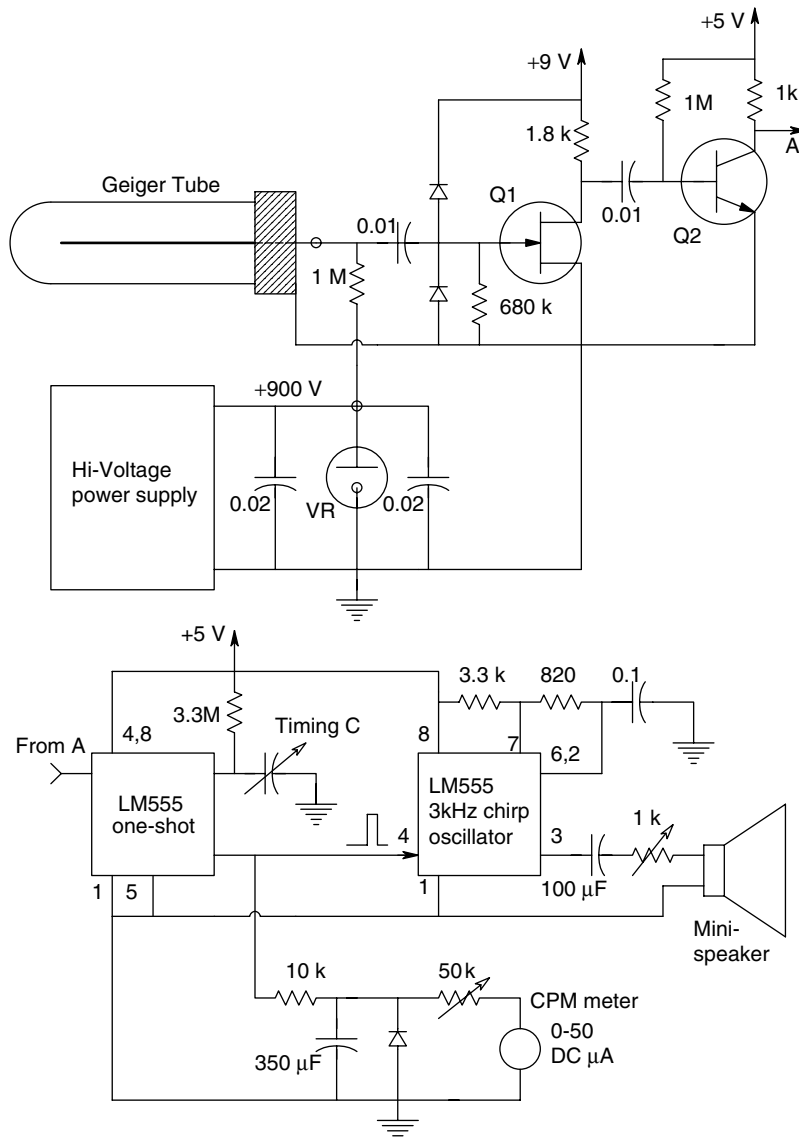 +5 V
+9 V
1M
1k
1.8 k
A
Geiger Tube
Q1
0.01
0.01
Q2
1 M
680 k
+900 V
Hi-Voltage
power supply
0.02
VR
0.02
+5 V
3.3 k
820
0.1
3.3M
Timing C
From A
4,8
8
7
6,2
LM555
one-shot
LM555
3kHz chirp
oscillator
4
3
1 k
1
5
1
100 µF
Mini-
speaker
10 k
50k
CPM meter
0-50
DC µA
350 µF